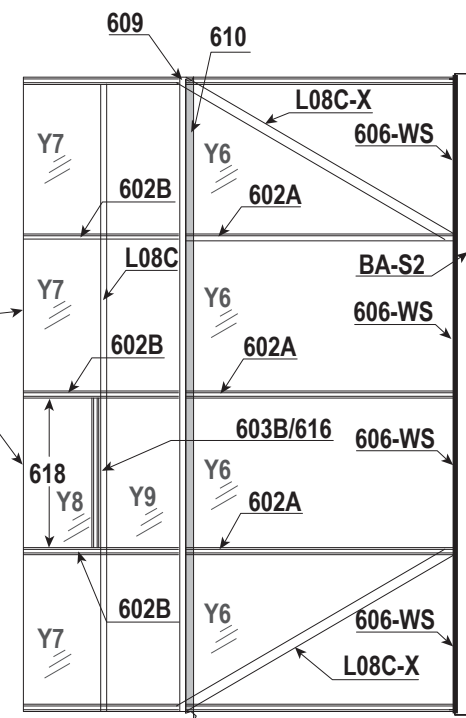 609
610
L08C-X
606-WS
Y7
Y6
602B
602A
L08C
BA-S2
Y7
Y6
606-WS
602B
602A
603B/616
606-WS
618
Y6
Y8
Y9
602A
602B
Y6
606-WS
Y7
L08C-X